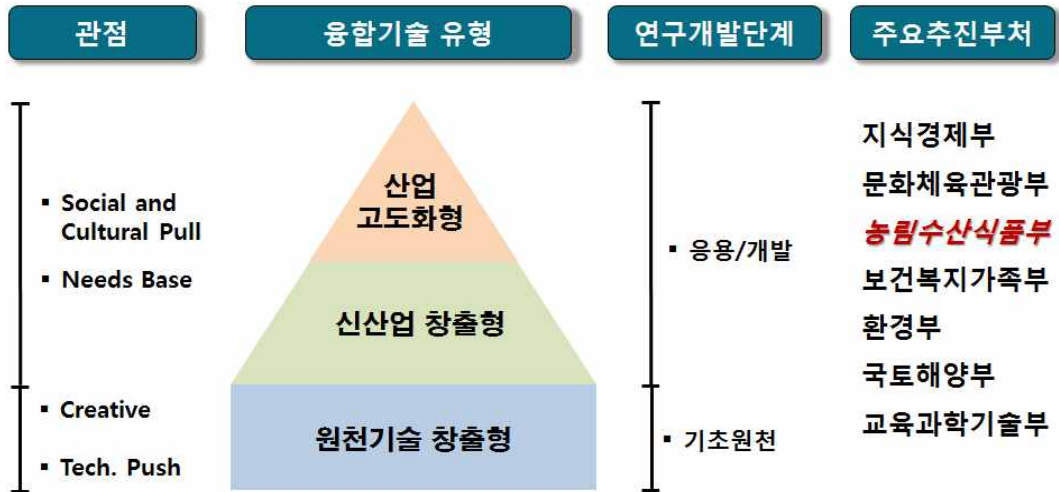 관점
융합기술 유형
연구개발단계
주요추진부처
▪ Social and
Cultural Pull
▪ Needs Base
▪ Creative
▪ Tech. Push
산업
고도화형
신산업 창출형
원천기술 창출형
▪ 응용/개발
▪ 기초원천
지식경제부
문화체육관광부
농림수산식품부
보건복지가족부
환경부
국토해양부
교육과학기술부